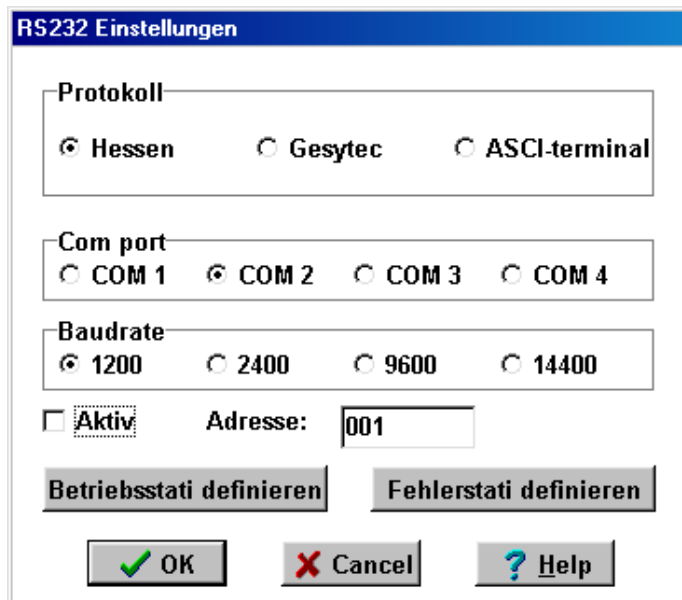 RS232 Einstellungen
Protokoll
Hessen Gesytec ASCI-terminal
Com port
COM 1 COM 2 COM 3 COM 4
Baudrate
1200 2400 9600 14400
Aktiv Adresse: 001
Betriebsstati definieren Fehlerstati definieren
OK Cancel Help